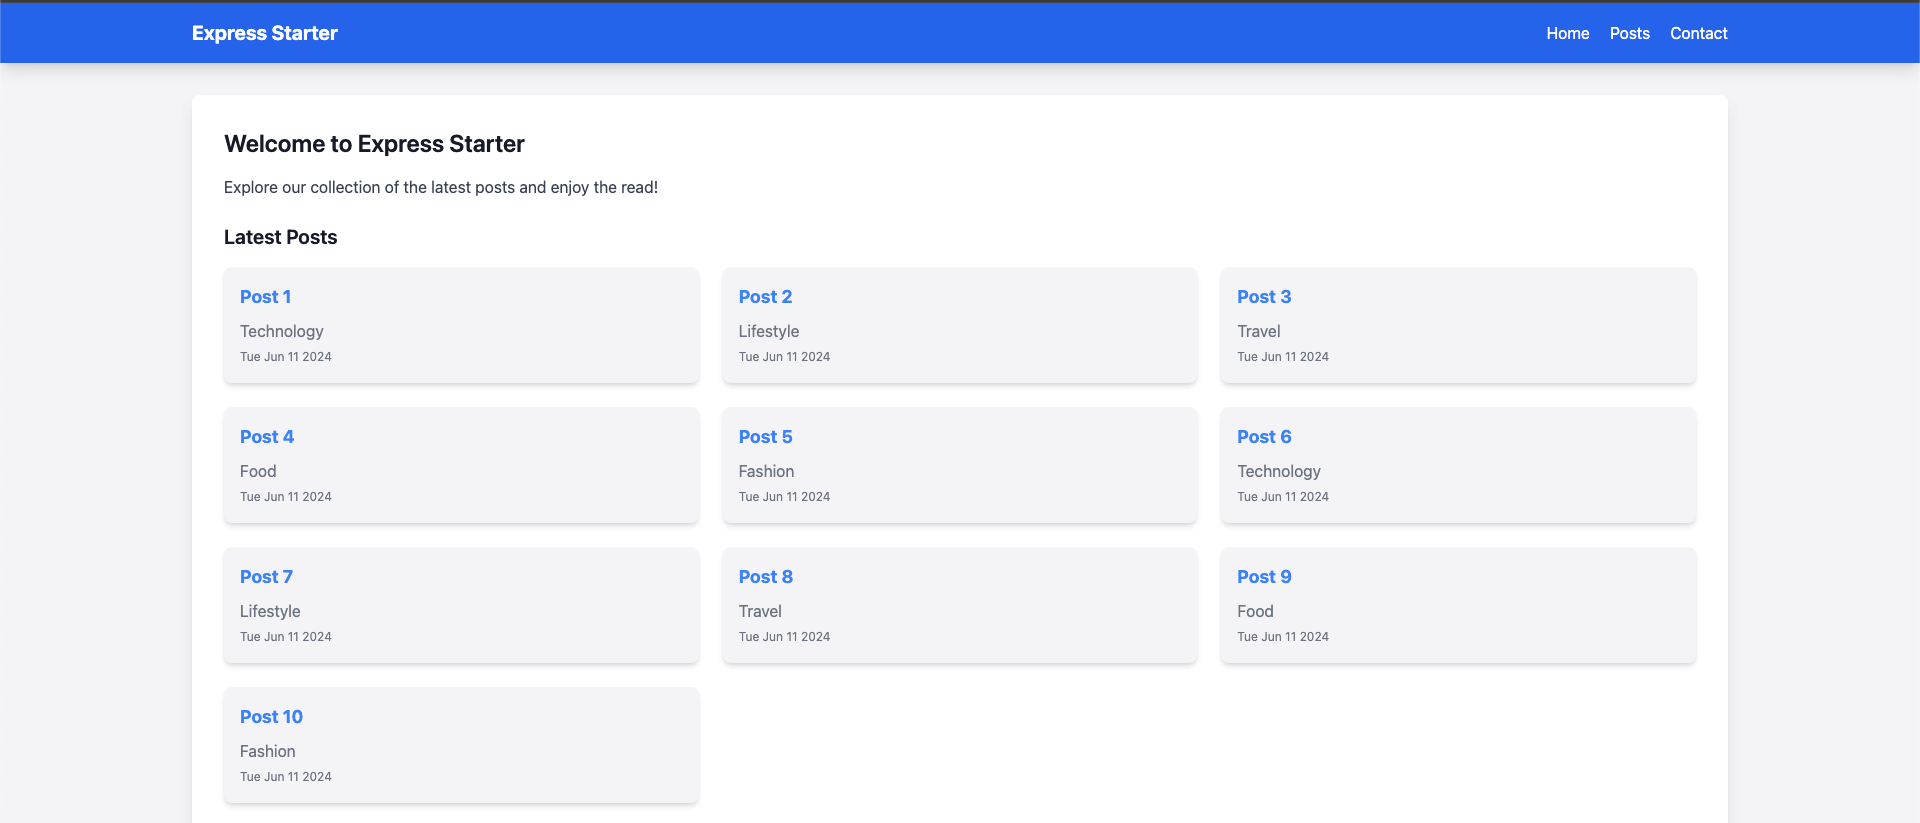 Express Starter
Home Posts Contact
Welcome to Express Starter
Explore our collection of the latest posts and enjoy the read!
Latest Posts
Post 1
Technology
Tue Jun 11 2024
Post 2
Lifestyle
Tue Jun 11 2024
Post 3
Travel
Tue Jun 11 2024
Post 4
Food
Tue Jun 11 2024
Post 5
Fashion
Tue Jun 11 2024
Post 6
Technology
Tue Jun 11 2024
Post 7
Lifestyle
Tue Jun 11 2024
Post 8
Travel
Tue Jun 11 2024
Post 9
Food
Tue Jun 11 2024
Post 10
Fashion
Tue Jun 11 2024